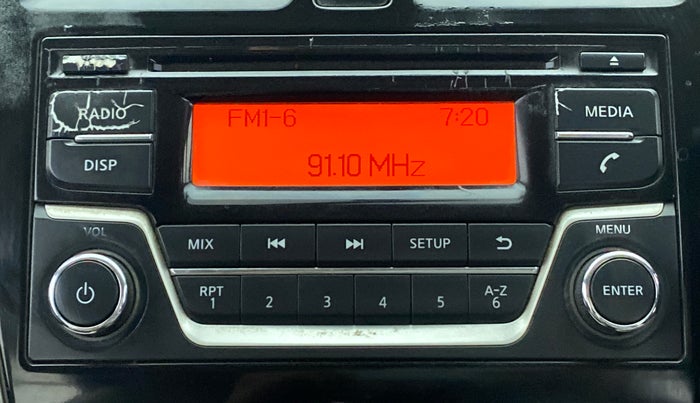 RADIO
FM1-6 7:20
MEDIA
DISP
91.10 MHz
VOL
MENU
MIX
SETUP
RPT
1
2
3
4
5
A-Z
6
ENTER